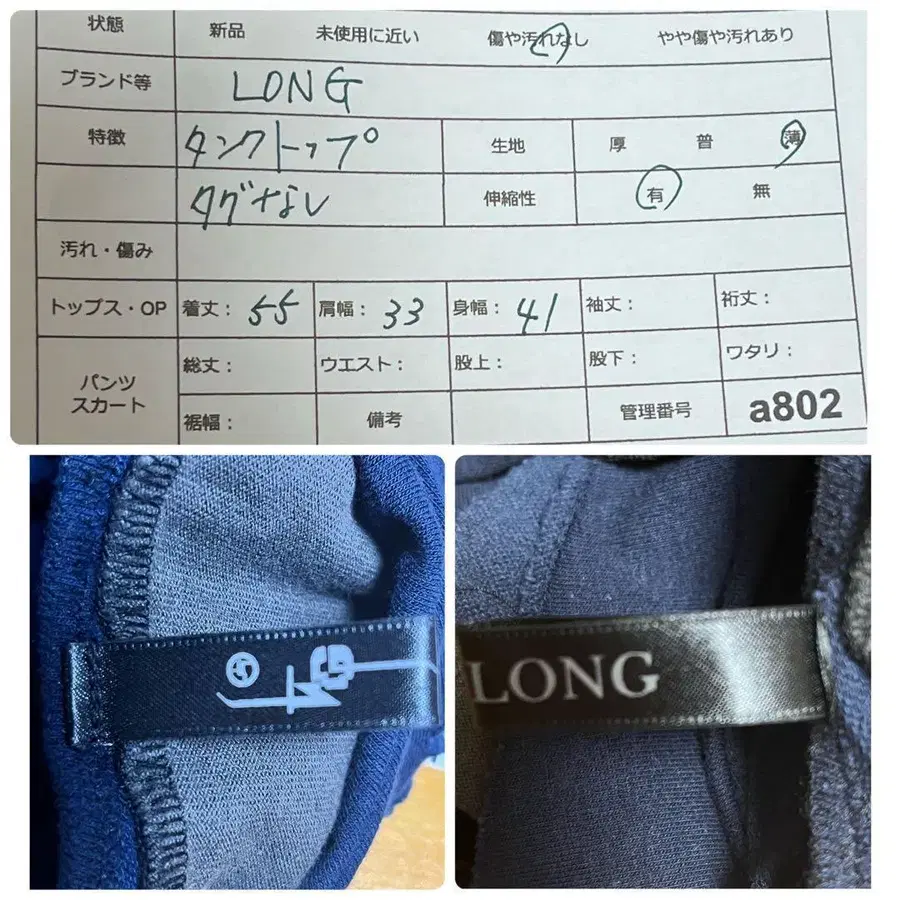 状態 新品 未使用に近い 傷や汚れなし やや傷や汚れあり
ブランド等 LONG
特徴 タンクトップ 生地 厚 普 薄
タグなし 伸縮性 有 無
汚れ・傷み
トップス・OP 着丈： 55 肩幅： 33 身幅： 41 袖丈： 裄丈：
パンツ スカート 総丈： ウエスト： 股上： 股下： ワタリ：
裾幅： 備考 管理番号 a802
LONG